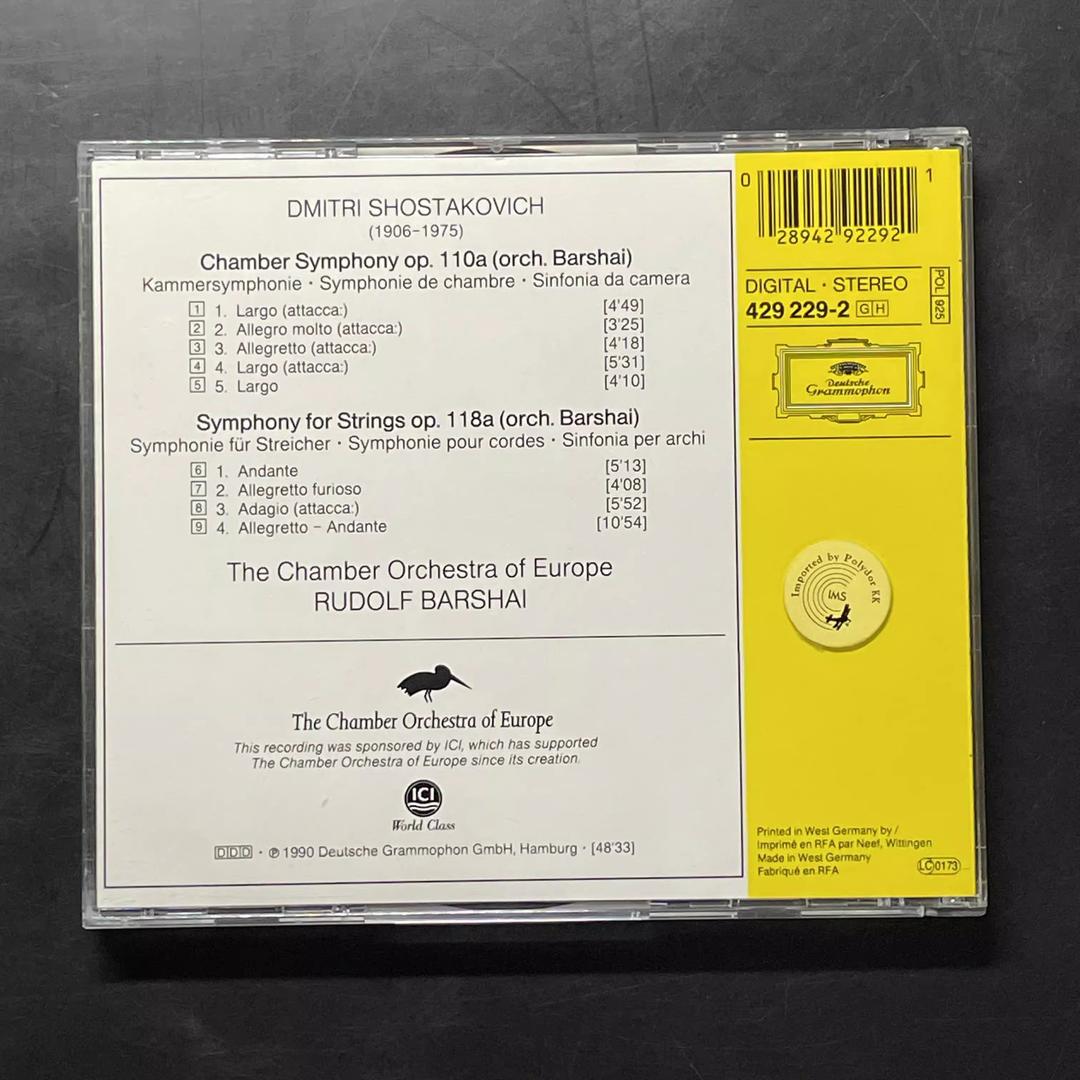 DMITRI SHOSTAKOVICH
(1906–1975)
Chamber Symphony op. 110a (orch. Barshai)
Kammersymphonie · Symphonie de chambre · Sinfonia da camera
1 1. Largo (attacca:) [4'49]
2 2. Allegro molto (attacca:) [3'25]
3 3. Allegretto (attacca:) [4'18]
4 4. Largo (attacca:) [5'31]
5 5. Largo [4'10]
Symphony for Strings op. 118a (orch. Barshai)
Symphonie für Streicher · Symphonie pour cordes · Sinfonia per archi
6 1. Andante [5'13]
7 2. Allegretto furioso [4'08]
8 3. Adagio (attacca:) [5'52]
9 4. Allegretto – Andante [10'54]
The Chamber Orchestra of Europe
RUDOLF BARSHAI
The Chamber Orchestra of Europe
This recording was sponsored by ICI, which has supported
The Chamber Orchestra of Europe since its creation.
ICI
World Class
DDD · ℗ 1990 Deutsche Grammophon GmbH, Hamburg · [48'33]
0 28942 92292 1
DIGITAL · STEREO
429 229-2 GH
POL 925
Deutsche
Grammophon
Imported by Polydor KK
IMS
Printed in West Germany by /
Imprimé en RFA par Neef, Wittingen
Made in West Germany
Fabriqué en RFA
LC 0173